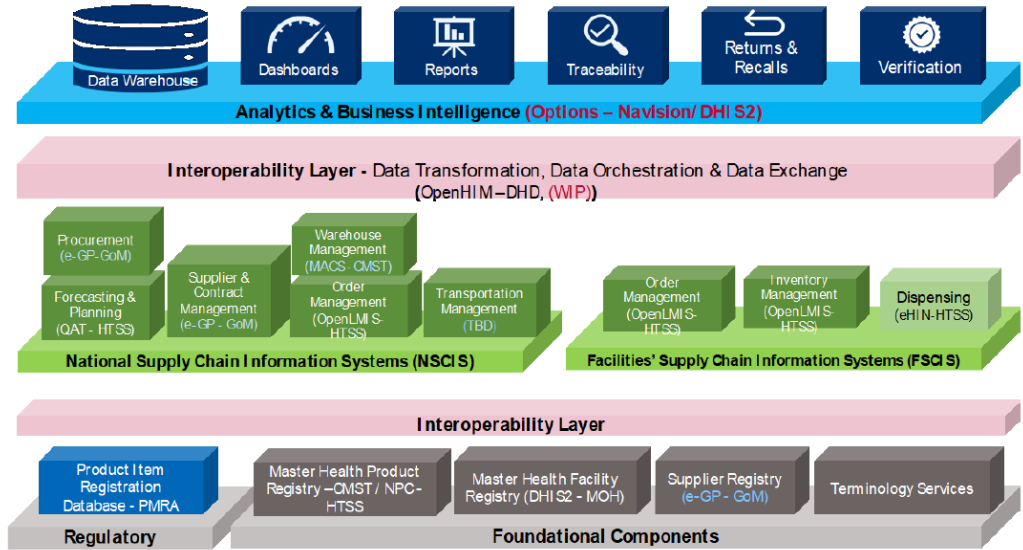 Data Warehouse
Dashboards
Reports
Traceability
Returns &
Recalls
Verification
Analytics & Business Intelligence (Options – Navision/ DHIS2)
Interoperability Layer - Data Transformation, Data Orchestration & Data Exchange
(OpenHIM – DHD, (WIP))
Procurement
(e-GP-GoM)
Forecasting &
Planning
(QAT - HTSS)
Supplier &
Contract
Management
(e-GP - GoM)
Warehouse
Management
(MACS- CMST)
Order
Management
(OpenLMIS-
HTSS)
Transportation
Management
(TBD)
National Supply Chain Information Systems (NSCIS)
Order
Management
(OpenLMIS-
HTSS)
Inventory
Management
(OpenLMIS-
HTSS)
Dispensing
(eHIN-HTSS)
Facilities' Supply Chain Information Systems (FSCIS)
Interoperability Layer
Product Item
Registration
Database - PMRA
Regulatory
Master Health Product
Registry –CMST / NPC-
HTSS
Master Health Facility
Registry (DHIS2 - MOH)
Supplier Registry
(e-GP - GoM)
Terminology Services
Foundational Components